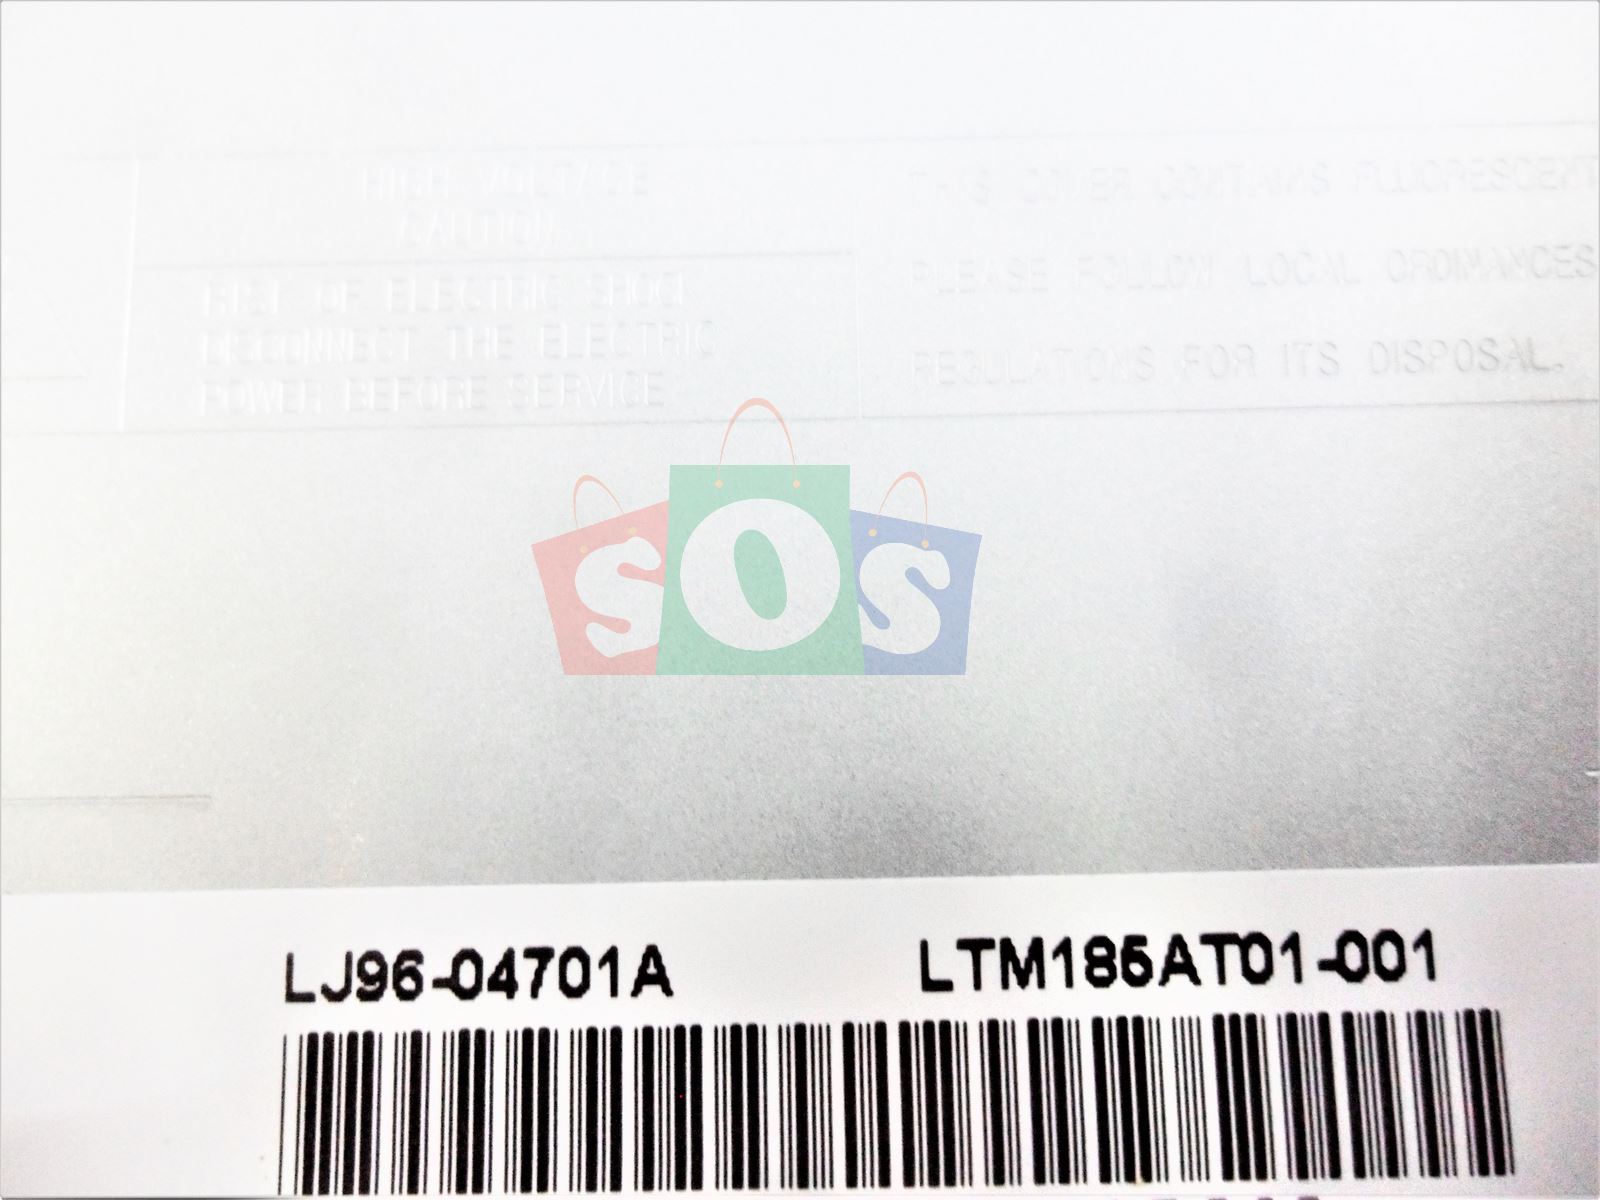 HIGH VOLTAGE
CAUTION
RISK OF ELECTRIC SHOCK
DISCONNECT THE ELECTRIC
POWER BEFORE SERVICE
THIS COVER CONTAINS FLUORESCENT
PLEASE FOLLOW LOCAL ORDINANCES
REGULATIONS FOR ITS DISPOSAL.
SOS
LJ96-04701A LTM185AT01-001